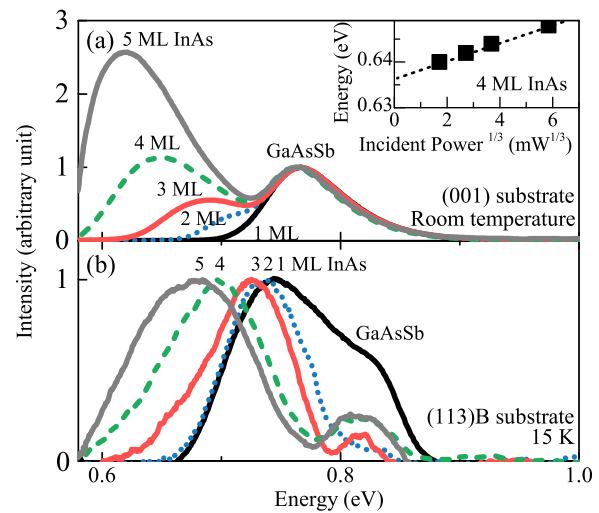 (a)
5 ML InAs
4 ML
3 ML
2 ML
1 ML
GaAsSb
(001) substrate
Room temperature
3
2
1
0
Energy (eV)
0.64
0.63
0 2 4 6
4 ML InAs
Incident Power 1/3 (mW1/3)
Intensity (arbitrary unit)
(b)
5 4 3 2 1 ML InAs
GaAsSb
(113)B substrate
15 K
1
0
0.6 0.8 1.0
Energy (eV)